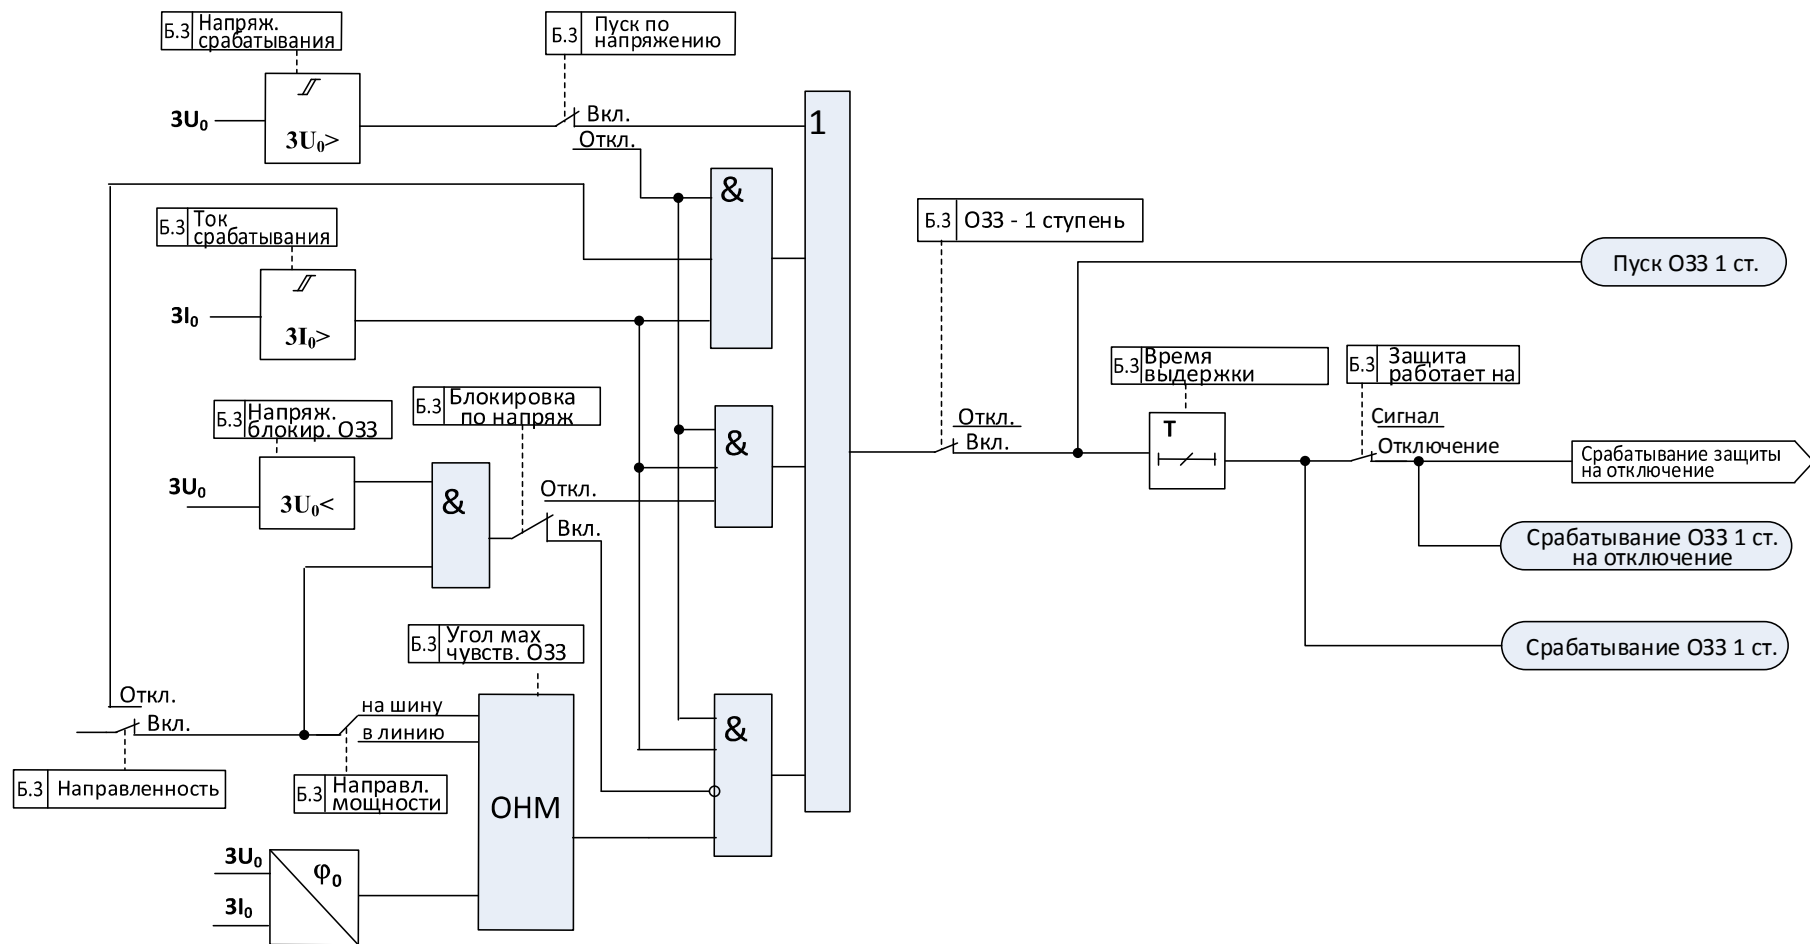 Б.3 Напряж.
срабатывания
Б.3 Пуск по
напряжению
3U₀
3U₀>
Вкл.
Откл.
1
&
Б.3 Ток
срабатывания
3I₀
3I₀>
Б.3 ОЗЗ - 1 ступень
Пуск ОЗЗ 1 ст.
Б.3 Время
выдержки
Б.3 Защита
работает на
Б.3 Напряж.
блокир. ОЗЗ
Б.3 Блокировка
по напряж
Откл.
Вкл.
T
Сигнал
Отключение
Срабатывание защиты
на отключение
3U₀
3U₀<
&
Откл.
Вкл.
&
Срабатывание ОЗЗ 1 ст.
на отключение
Б.3 Угол мах
чувств. ОЗЗ
Срабатывание ОЗЗ 1 ст.
Откл.
Вкл.
на шину
в линию
&
Б.3 Направленность
Б.3 Направл.
мощности
ОНМ
3U₀
φ₀
3I₀